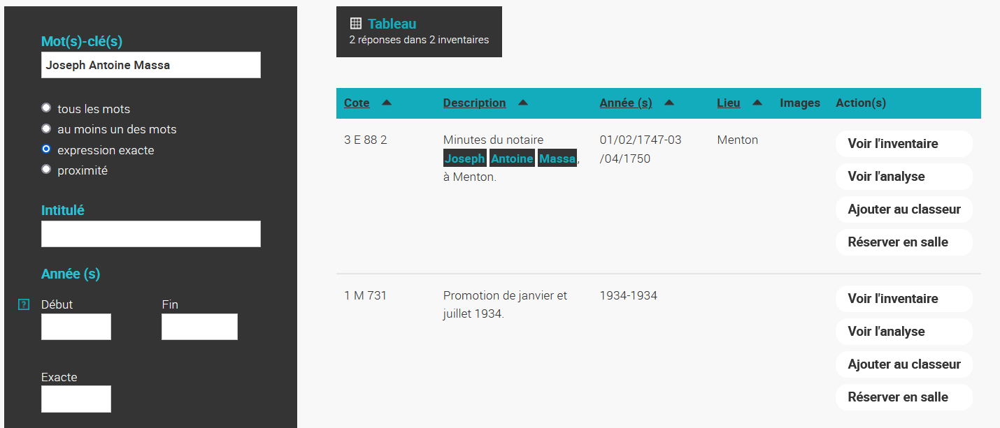 Mot(s)-clé(s)
Joseph Antoine Massa
tous les mots
au moins un des mots
expression exacte
proximité
Intitulé
Année (s)
?
Début
Fin
Exacte
Tableau
2 réponses dans 2 inventaires
Cote Description Année (s) Lieu Images Action(s)
3 E 88 2
Minutes du notaire
Joseph Antoine Massa,
à Menton.
01/02/1747-03
/04/1750
Menton
Voir l'inventaire
Voir l'analyse
Ajouter au classeur
Réserver en salle
1 M 731
Promotion de janvier et
juillet 1934.
1934-1934
Voir l'inventaire
Voir l'analyse
Ajouter au classeur
Réserver en salle